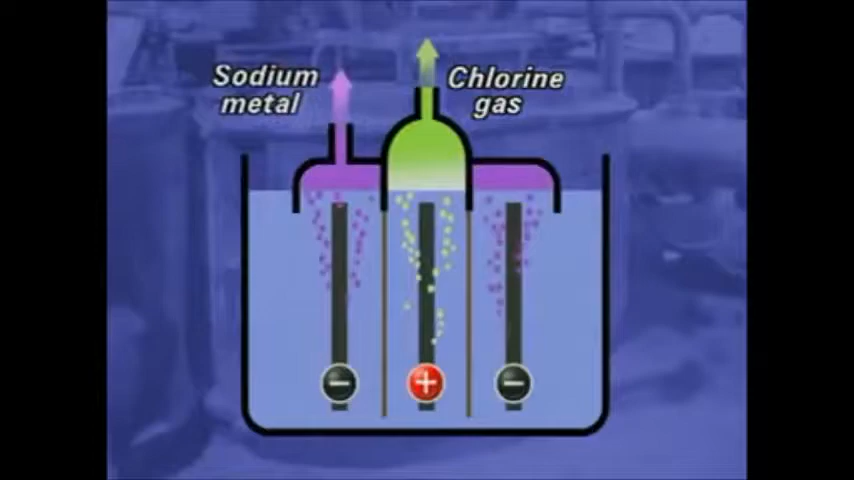 Sodium
metal
Chlorine
gas
−
+
−